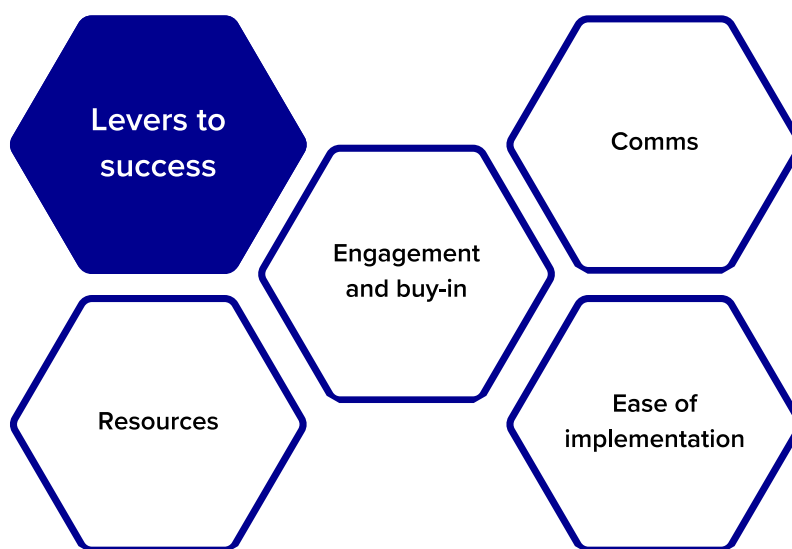 Levers to
success
Comms
Engagement
and buy-in
Resources
Ease of
implementation